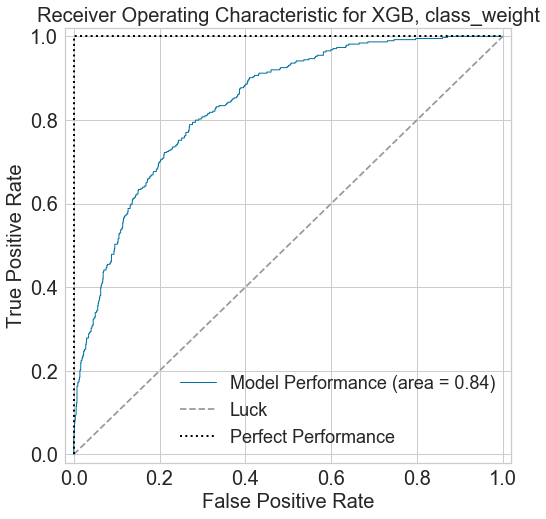 Receiver Operating Characteristic for XGB, class_weight
1.0
0.8
0.6
0.4
0.2
0.0
True Positive Rate
Model Performance (area = 0.84)
Luck
Perfect Performance
0.0 0.2 0.4 0.6 0.8 1.0
False Positive Rate